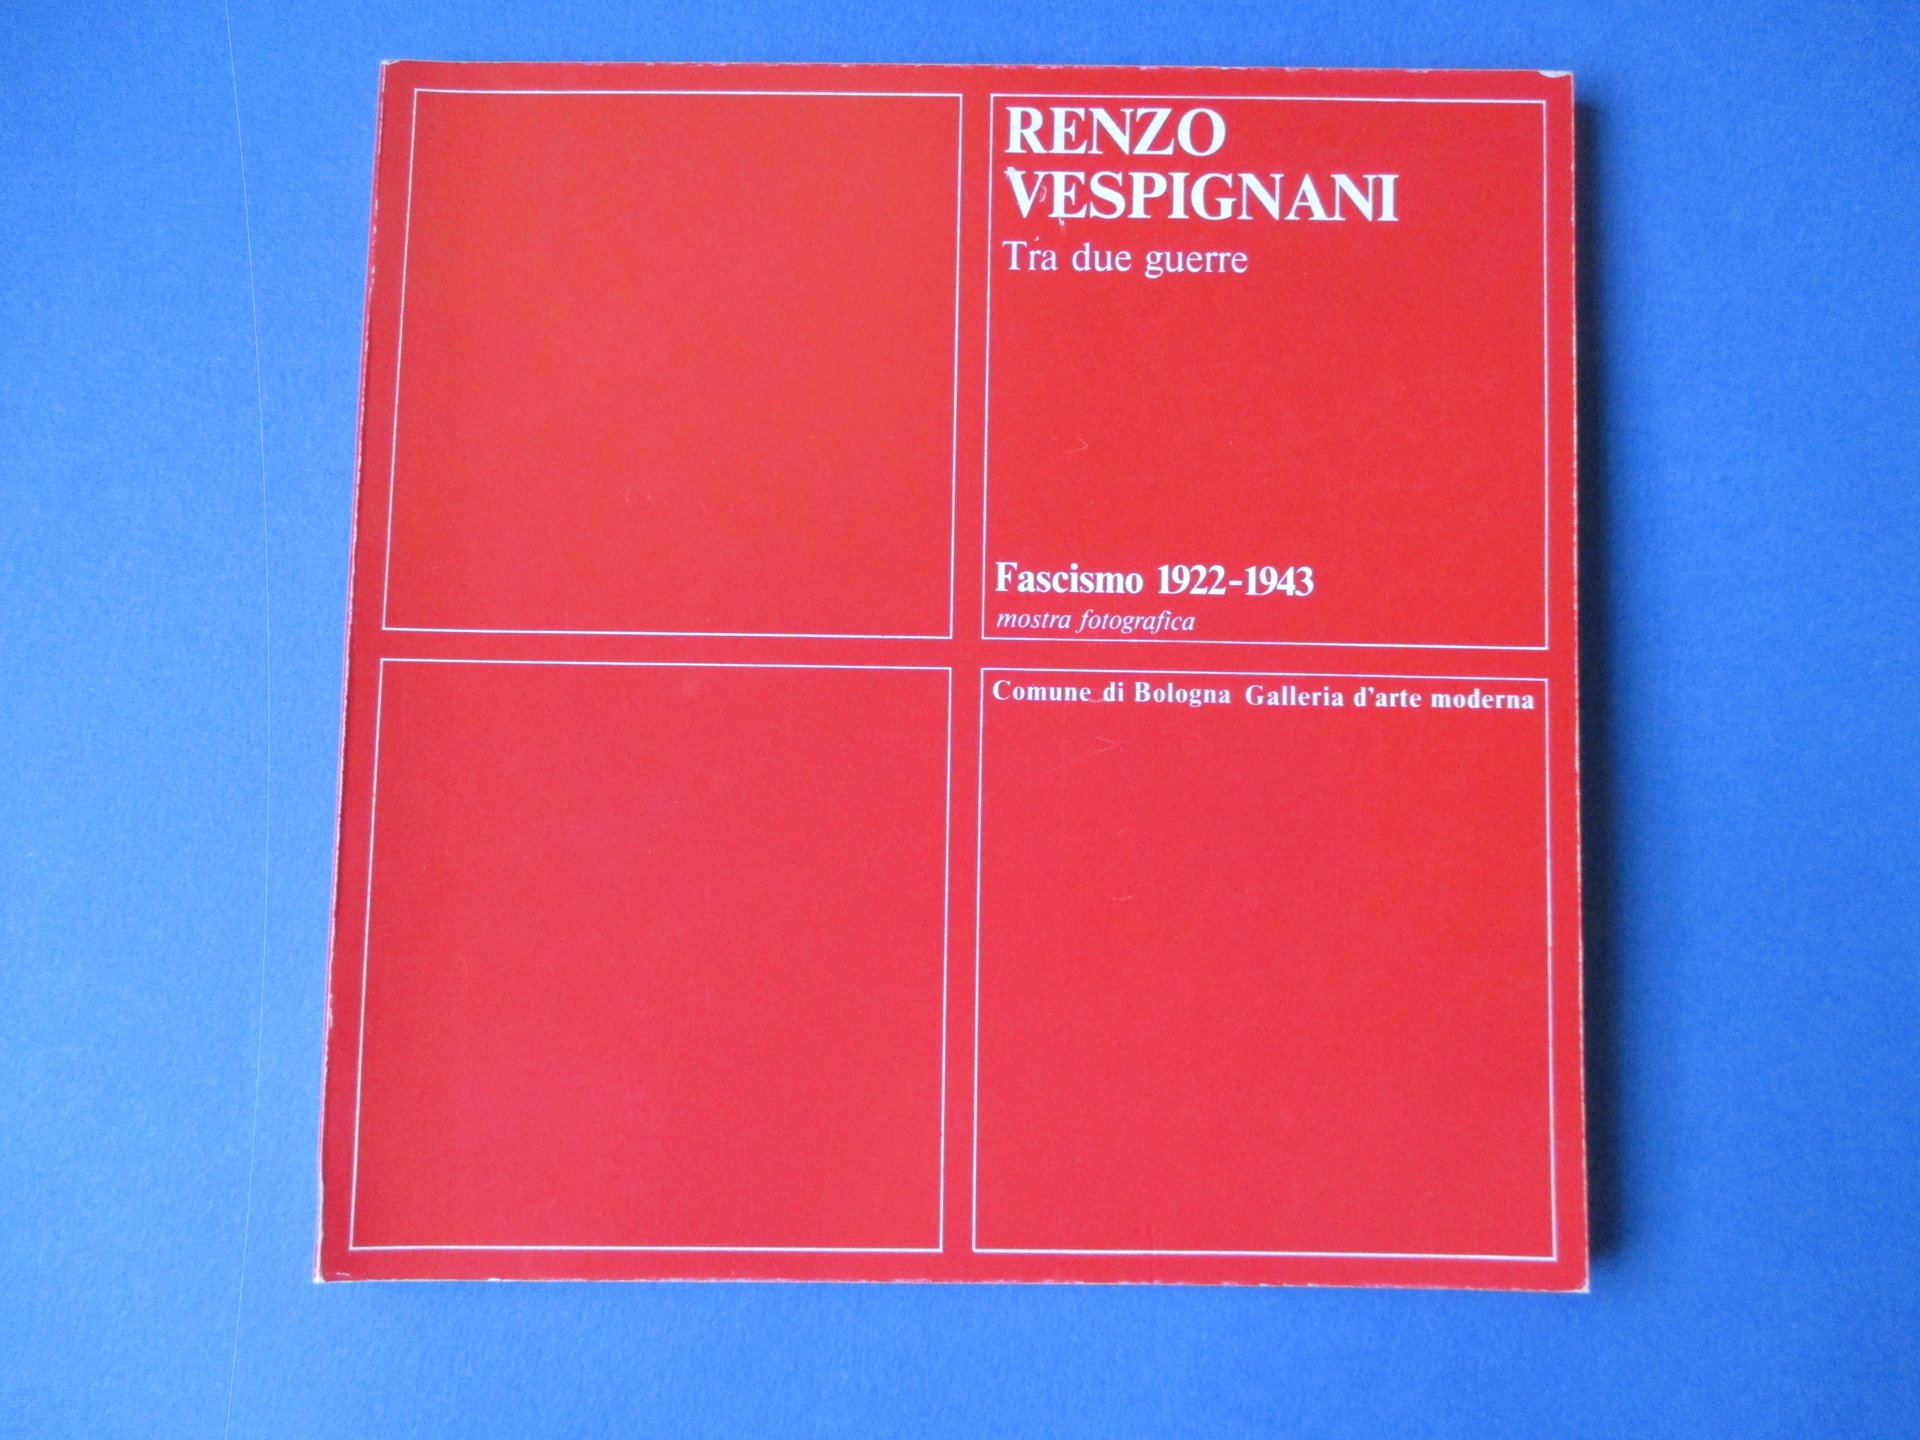 RENZO
VESPIGNANI
Tra due guerre
Fascismo 1922-1943
mostra fotografica
Comune di Bologna Galleria d'arte moderna